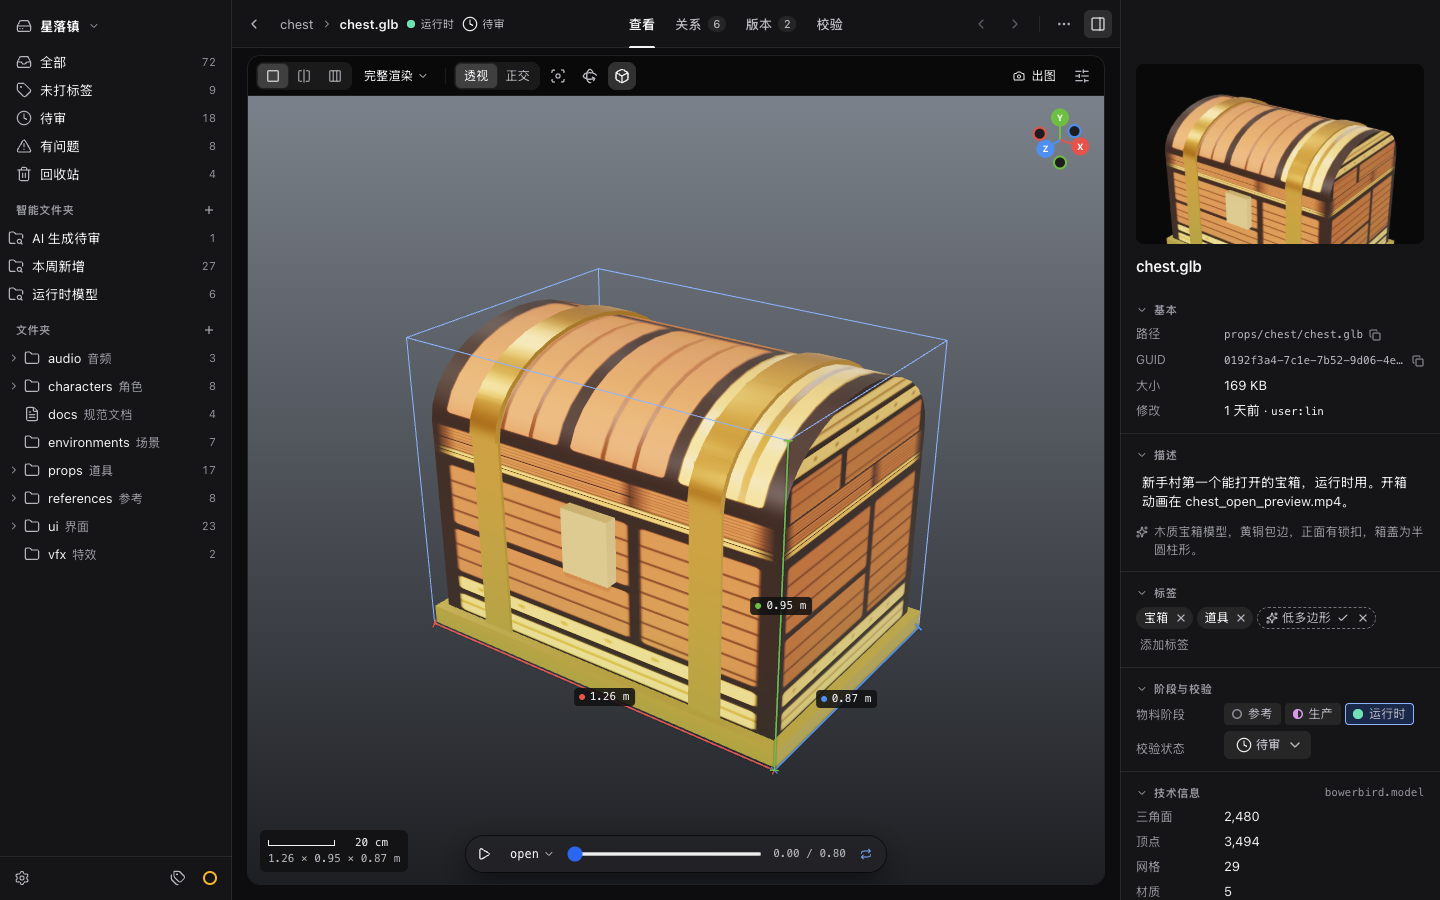 星落镇
全部 72
未打标签 9
待审 18
有问题 8
回收站 4
智能文件夹
AI 生成待审 1
本周新增 27
运行时模型 6
文件夹
audio 音频 3
characters 角色 8
docs 规范文档 4
environments 场景 7
props 道具 17
references 参考 8
ui 界面 23
vfx 特效 2
chest > chest.glb 运行时 待审
查看 关系 6 版本 2 校验
完整渲染 透视 正交 出图
Y
Z X
0.95 m
1.26 m
0.87 m
20 cm
1.26 × 0.95 × 0.87 m
open 0.00 / 0.80
chest.glb
基本
路径 props/chest/chest.glb
GUID 0192f3a4-7c1e-7b52-9d06-4e…
大小 169 KB
修改 1 天前 · user:lin
描述
新手村第一个能打开的宝箱，运行时用。开箱
动画在 chest_open_preview.mp4。
木质宝箱模型，黄铜包边，正面有锁扣，箱盖为半
圆柱形。
标签
宝箱 道具 低多边形
添加标签
阶段与校验
物料阶段 参考 生产 运行时
校验状态 待审
技术信息 bowerbird.model
三角面 2,480
顶点 3,494
网格 29
材质 5